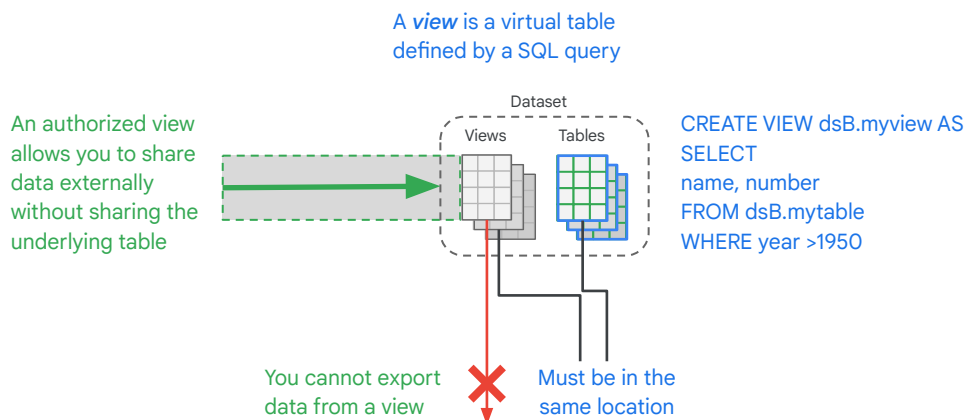 A view is a virtual table
defined by a SQL query
An authorized view
allows you to share
data externally
without sharing the
underlying table
Dataset
Views
Tables
CREATE VIEW dsB.myview AS
SELECT
name, number
FROM dsB.mytable
WHERE year >1950
You cannot export
data from a view
Must be in the
same location